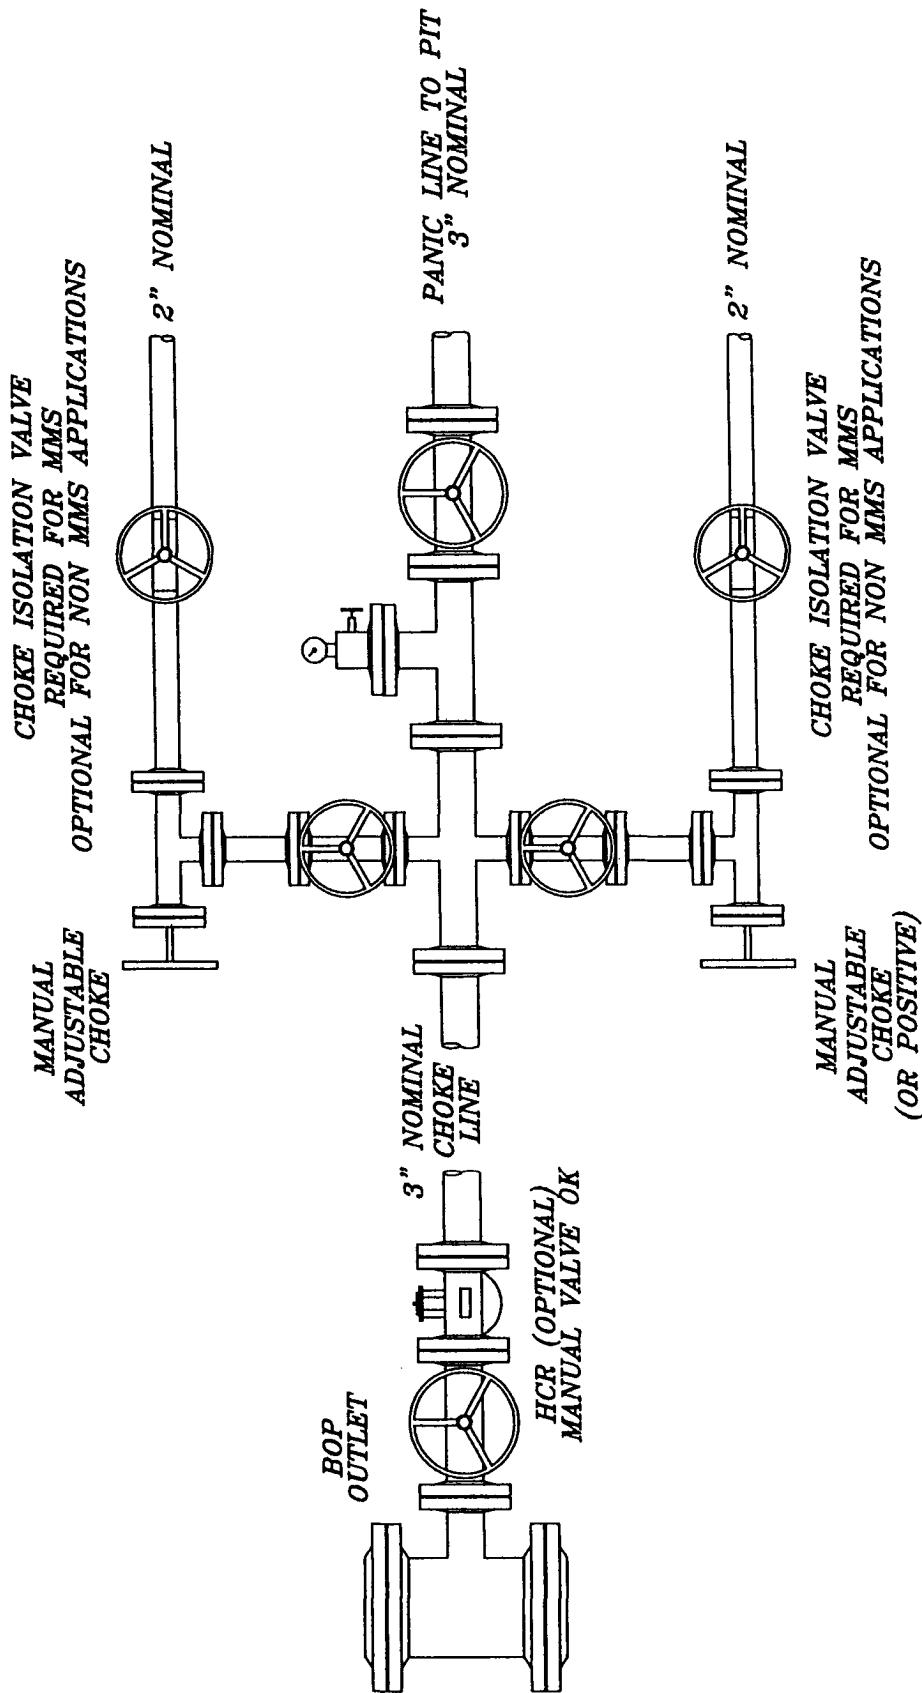 BOP
OUTLET
HCR (OPTIONAL)
MANUAL VALVE OK
3" NOMINAL
CHOKE
LINE
MANUAL
ADJUSTABLE
CHOKE
CHOKE ISOLATION VALVE
REQUIRED FOR MMS
OPTIONAL FOR NON MMS APPLICATIONS
2" NOMINAL
PANIC LINE TO PIT
3" NOMINAL
MANUAL
ADJUSTABLE
CHOKE
(OR POSITIVE)
CHOKE ISOLATION VALVE
REQUIRED FOR MMS
OPTIONAL FOR NON MMS APPLICATIONS
2" NOMINAL